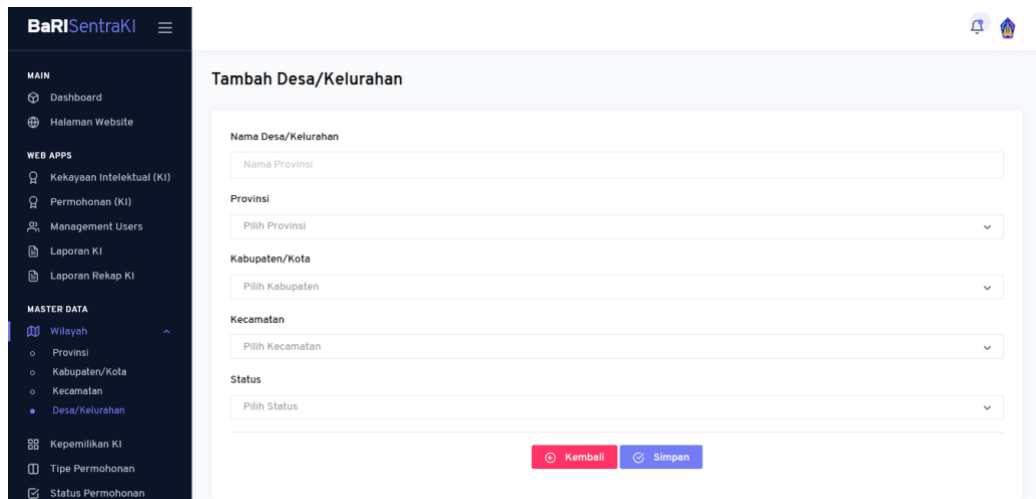 BaRISentraKI
MAIN
Dashboard
Halaman Website
WEB APPS
Kekayaan Intelektual (KI)
Permohonan (KI)
Management Users
Laporan KI
Laporan Rekap KI
MASTER DATA
Wilayah
Provinsi
Kabupaten/Kota
Kecamatan
Desa/Kelurahan
Kepemilikan KI
Tipe Permohonan
Status Permohonan
Tambah Desa/Kelurahan
Nama Desa/Kelurahan
Nama Provinsi
Provinsi
Pilih Provinsi
Kabupaten/Kota
Pilih Kabupaten
Kecamatan
Pilih Kecamatan
Status
Pilih Status
Kembali
Simpan